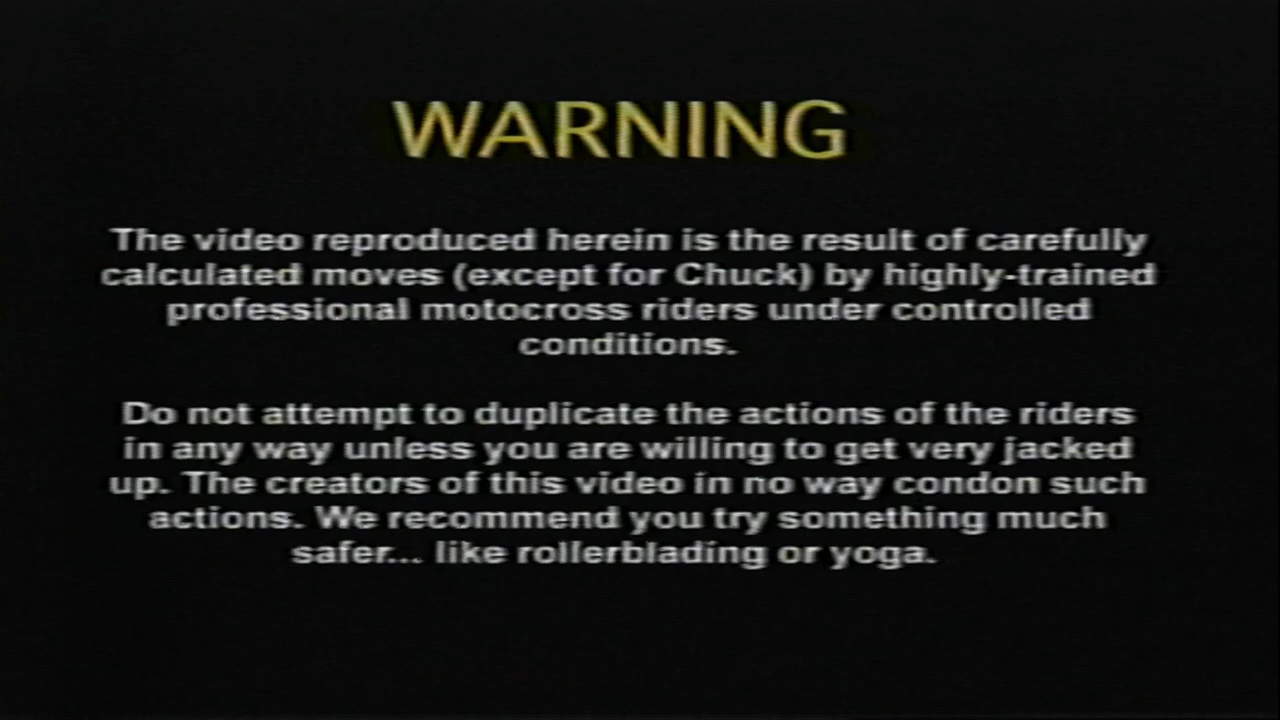 WARNING
The video reproduced herein is the result of carefully
calculated moves (except for Chuck) by highly-trained
professional motocross riders under controlled
conditions.
Do not attempt to duplicate the actions of the riders
in any way unless you are willing to get very jacked
up. The creators of this video in no way condon such
actions. We recommend you try something much
safer... like rollerblading or yoga.